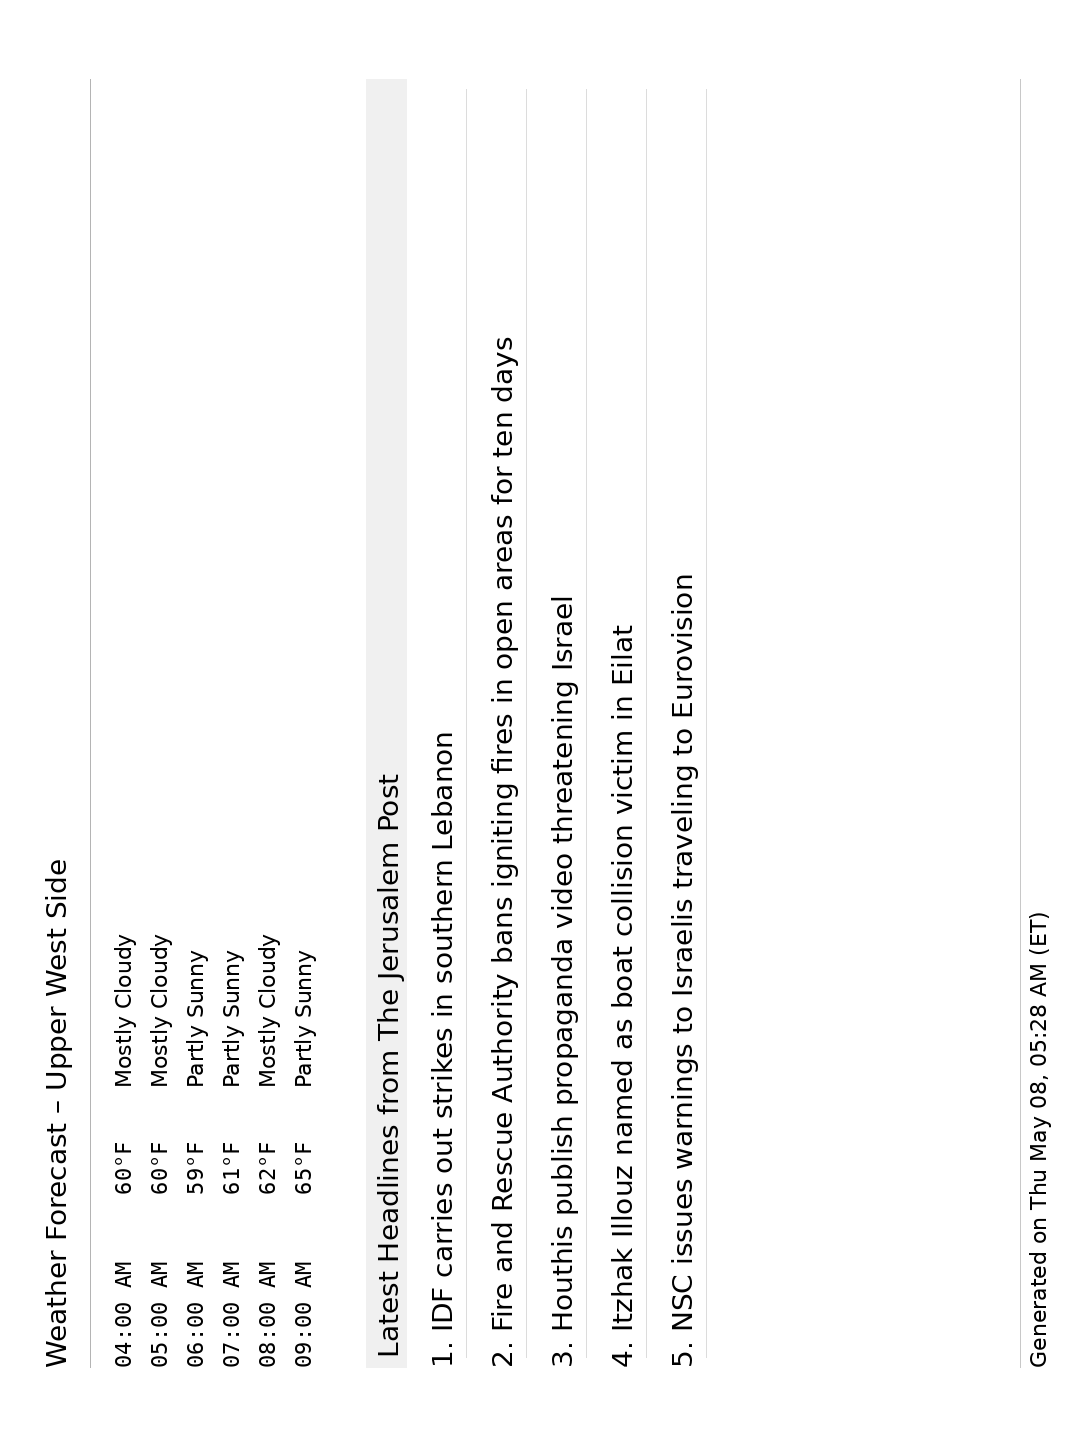 Weather Forecast – Upper West Side
04:00 AM 60°F Mostly Cloudy
05:00 AM 60°F Mostly Cloudy
06:00 AM 59°F Partly Sunny
07:00 AM 61°F Partly Sunny
08:00 AM 62°F Mostly Cloudy
09:00 AM 65°F Partly Sunny
Latest Headlines from The Jerusalem Post
1. IDF carries out strikes in southern Lebanon
2. Fire and Rescue Authority bans igniting fires in open areas for ten days
3. Houthis publish propaganda video threatening Israel
4. Itzhak Illouz named as boat collision victim in Eilat
5. NSC issues warnings to Israelis traveling to Eurovision
Generated on Thu May 08, 05:28 AM (ET)